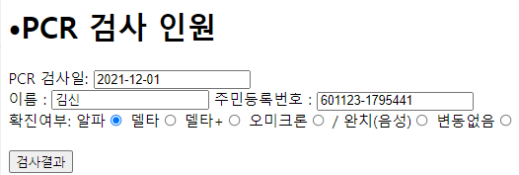 •PCR 검사 인원
PCR 검사일: 2021-12-01
이름 : 김신 주민등록번호 : 601123-1795441
확진여부: 알파 델타 델타+ 오미크론 / 완치(음성) 변동없음
검사결과